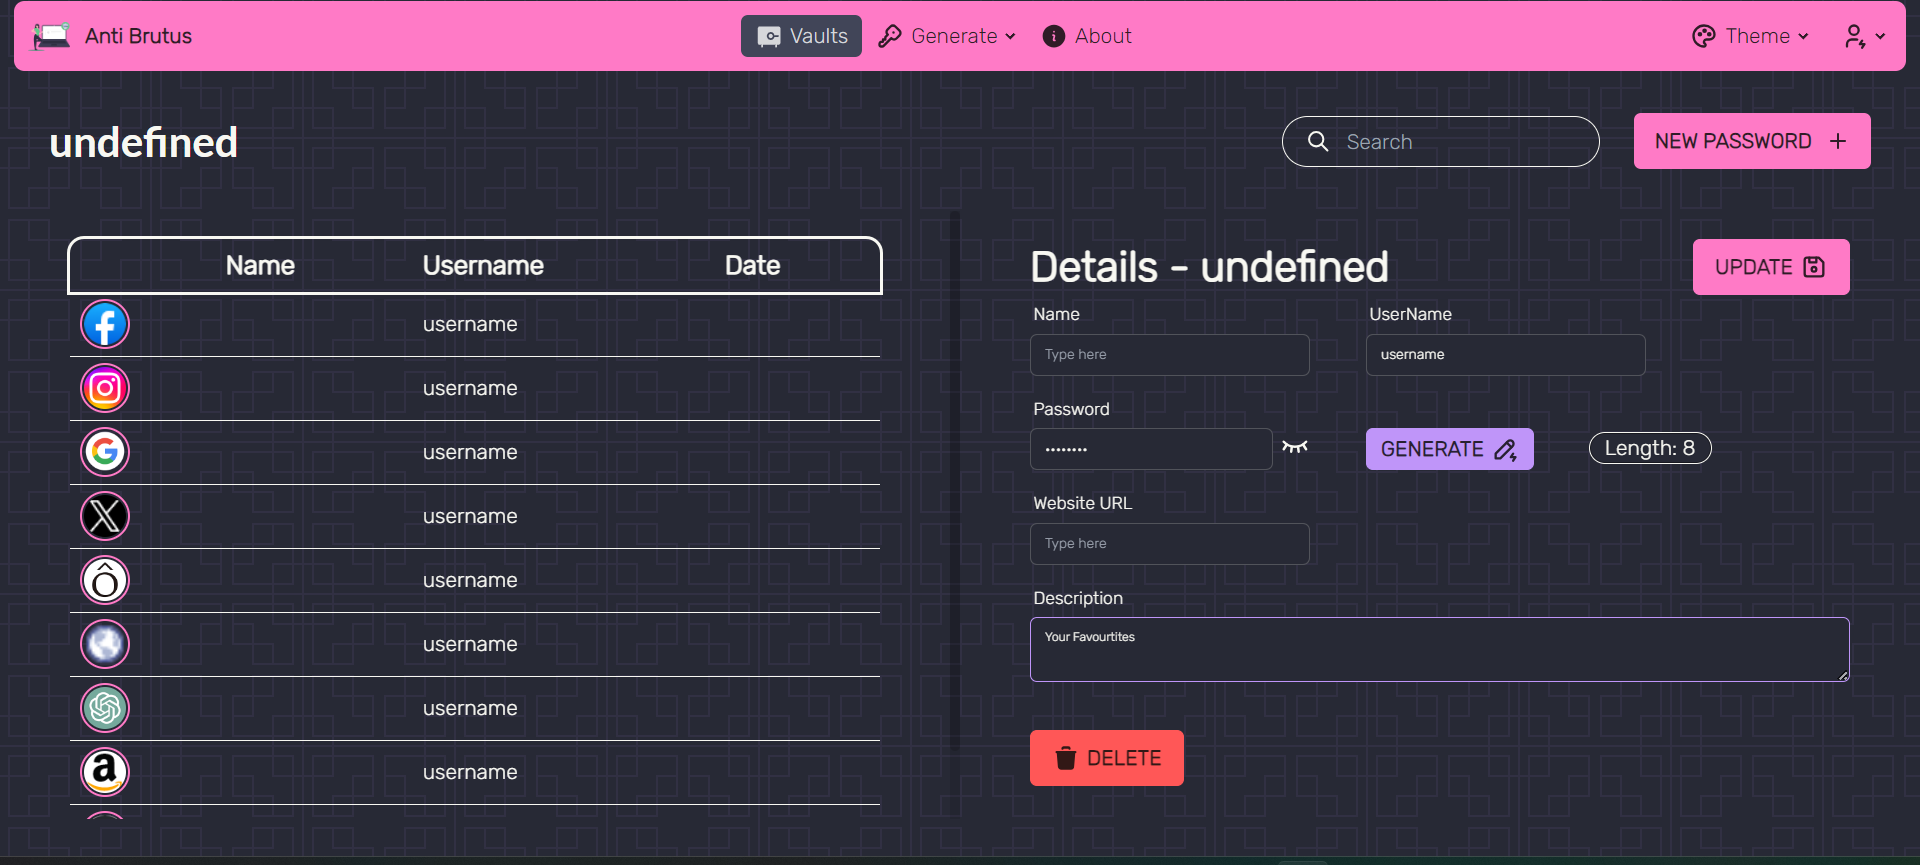 Anti Brutus
Vaults
Generate
About
Theme
undefined
Search
NEW PASSWORD +
Name Username Date
username
username
username
username
username
username
username
username
Details - undefined
UPDATE
Name
UserName
Type here
username
Password
••••••••
GENERATE
Length: 8
Website URL
Type here
Description
Your Favourtites
DELETE